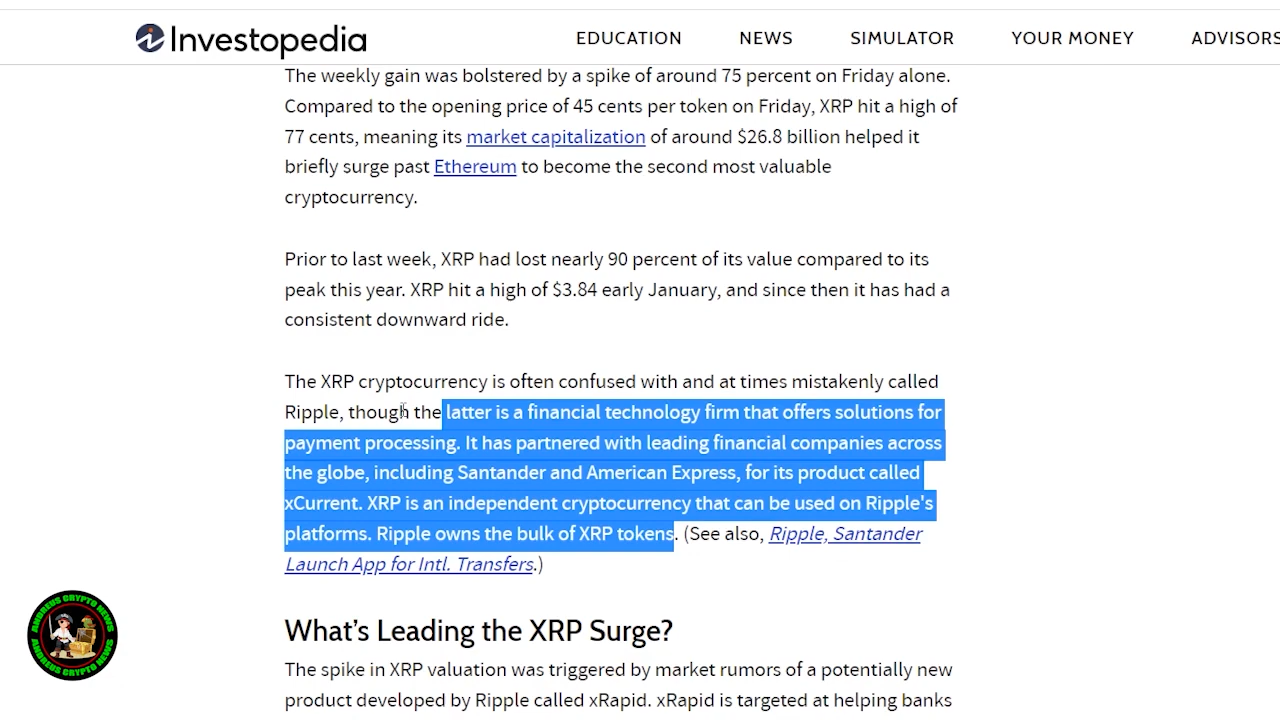 Investopedia
EDUCATION NEWS SIMULATOR YOUR MONEY ADVISORS
The weekly gain was bolstered by a spike of around 75 percent on Friday alone.
Compared to the opening price of 45 cents per token on Friday, XRP hit a high of
77 cents, meaning its market capitalization of around $26.8 billion helped it
briefly surge past Ethereum to become the second most valuable
cryptocurrency.
Prior to last week, XRP had lost nearly 90 percent of its value compared to its
peak this year. XRP hit a high of $3.84 early January, and since then it has had a
consistent downward ride.
The XRP cryptocurrency is often confused with and at times mistakenly called
Ripple, though the latter is a financial technology firm that offers solutions for
payment processing. It has partnered with leading financial companies across
the globe, including Santander and American Express, for its product called
xCurrent. XRP is an independent cryptocurrency that can be used on Ripple's
platforms. Ripple owns the bulk of XRP tokens. (See also, Ripple, Santander
Launch App for Intl. Transfers.)
What’s Leading the XRP Surge?
The spike in XRP valuation was triggered by market rumors of a potentially new
product developed by Ripple called xRapid. xRapid is targeted at helping banks
ANDREUS CRYPTO NEWS
ANDREUS CRYPTO NEWS